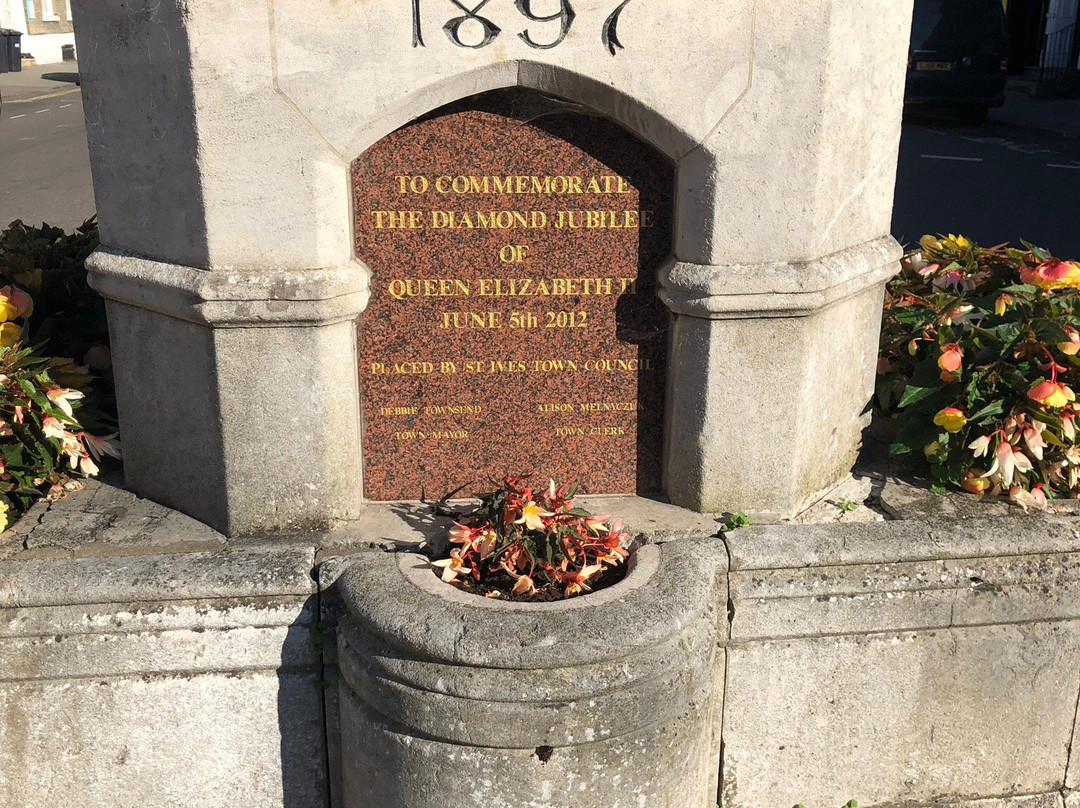 1897
TO COMMEMORATE
THE DIAMOND JUBILEE
OF
QUEEN ELIZABETH II
JUNE 5th 2012
PLACED BY ST IVES TOWN COUNCIL
DEBBIE TOWNSEND ALISON MELNYCZUK
TOWN MAYOR TOWN CLERK